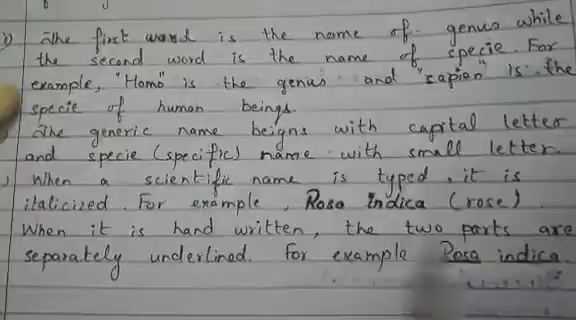 i) The first word is the name of genus while
the second word is the name of specie. For
example, "Homo" is the genus and "sapien" is the
specie of human beings.
The generic name beigns with capital letter
and specie (specific) name with small letter.
) When a scientific name is typed, it is
italicized. For example, Rosa Indica (rose)
When it is hand written, the two parts are
separately underlined. for example Rosa indica.